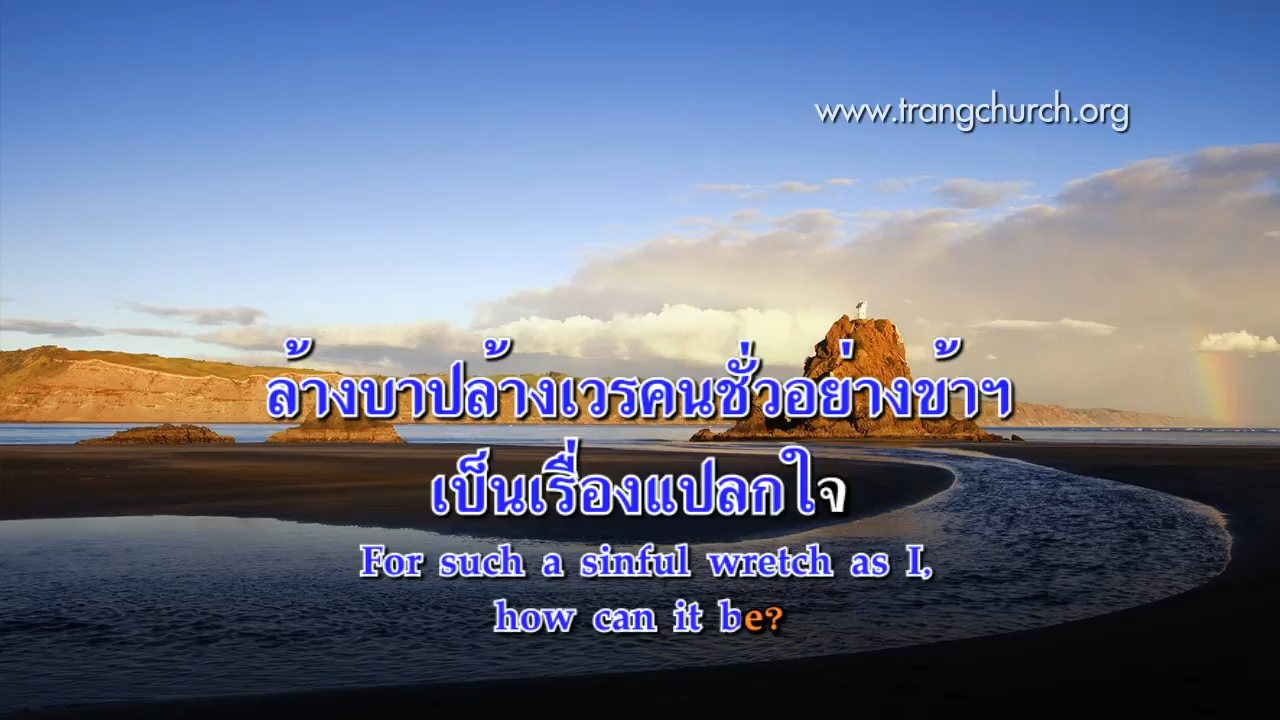 www.trangchurch.org
ล้างบาปล้างเวรคนชั่วอย่างข้าฯ
เป็นเรื่องแปลกใจ
For such a sinful wretch as I,
how can it be?